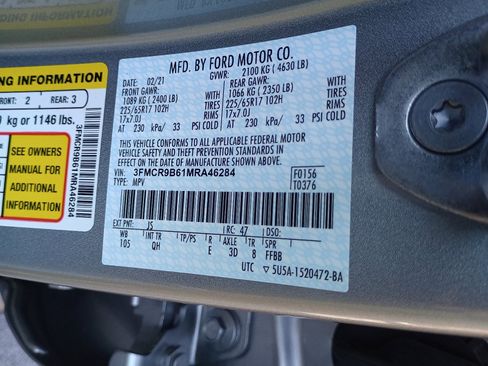 MFD. BY FORD MOTOR CO.
DATE: 02/21 GVWR: 2100 KG (4630 LB)
FRONT GAWR: REAR GAWR:
1089 KG (2400 LB) 1066 KG (2350 LB)
225/65R17 102H TIRES 225/65R17 102H TIRES
17x7.0J RIMS 17x7.0J RIMS
AT 230 kPa/ 33 PSI COLD AT 230 kPa/ 33 PSI COLD
THIS VEHICLE CONFORMS TO ALL APPLICABLE FEDERAL MOTOR
VEHICLE SAFETY AND BUMPER STANDARDS IN
EFFECT ON THE DATE OF MANUFACTURE SHOWN ABOVE.
VIN: 3FMCR9B61MRA46284
TYPE: MPV
F0156
T0376
EXT PNT: JS RC: 47 DSO:
WB INT TR TP/PS R AXLE TR SPR
105 QH E 3D 8 FFBB
UTC 5U5A-1520472-BA
ING INFORMATION
FRONT: 2 REAR: 3
kg or 1146 lbs.
SEE OWNERS
MANUAL FOR
ADDITIONAL
INFORMATION
3FMCR9B61MRA46284